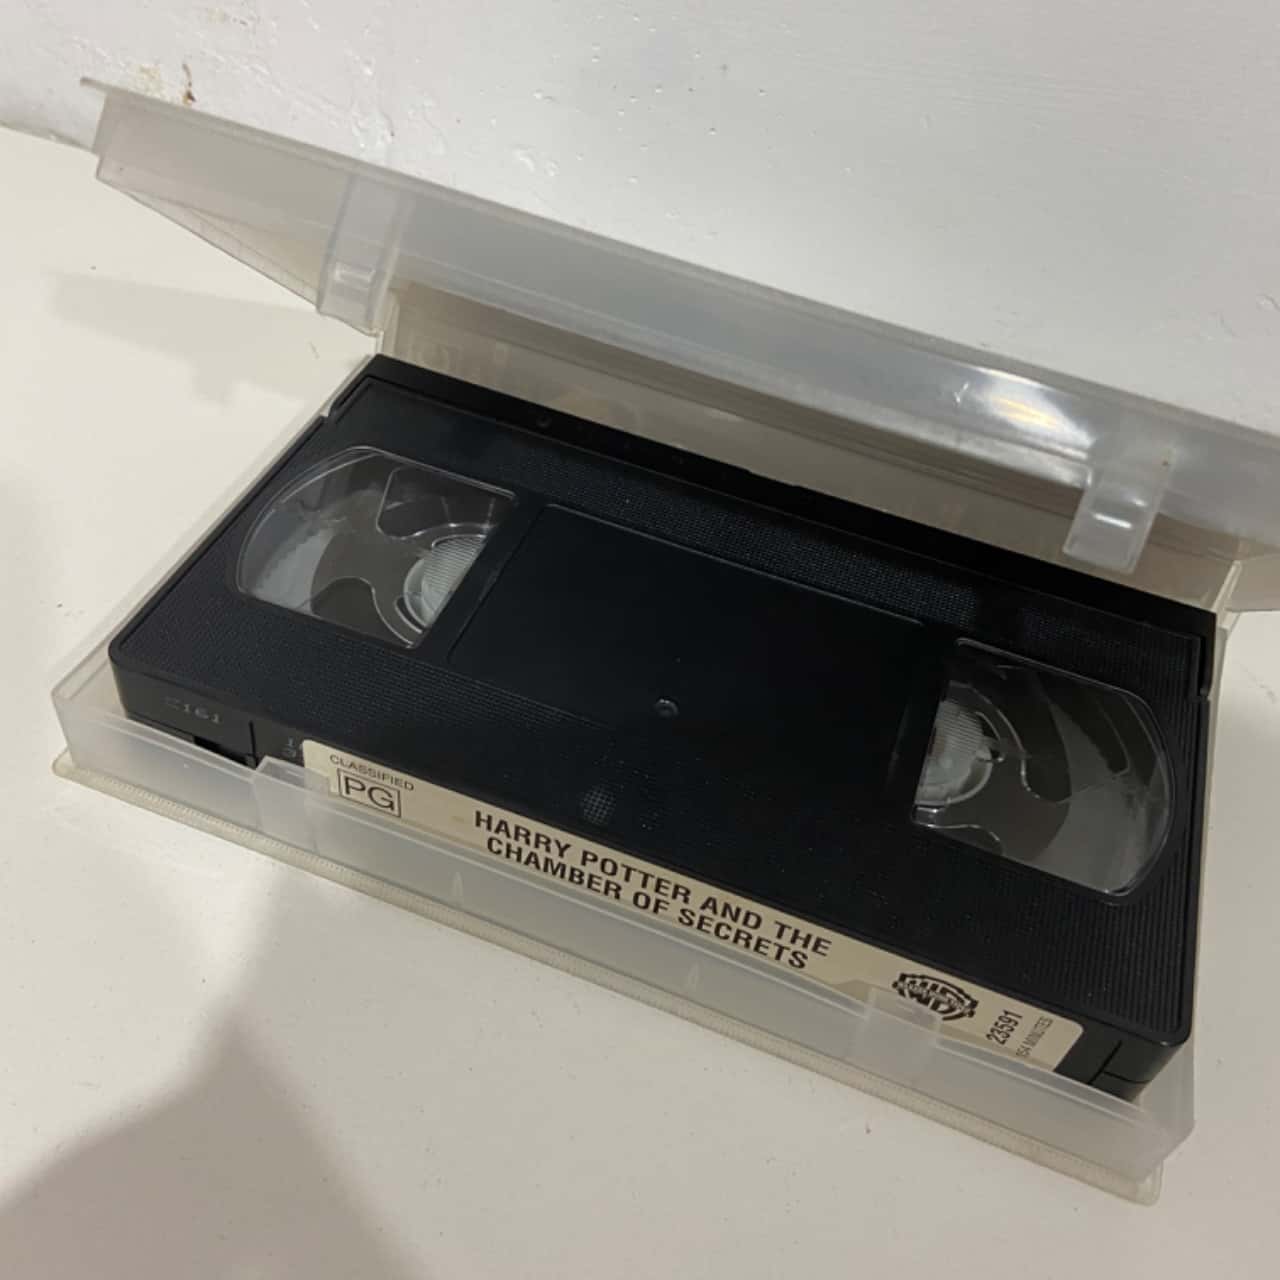 CLASSIFIED
PG
HARRY POTTER AND THE
CHAMBER OF SECRETS
23591